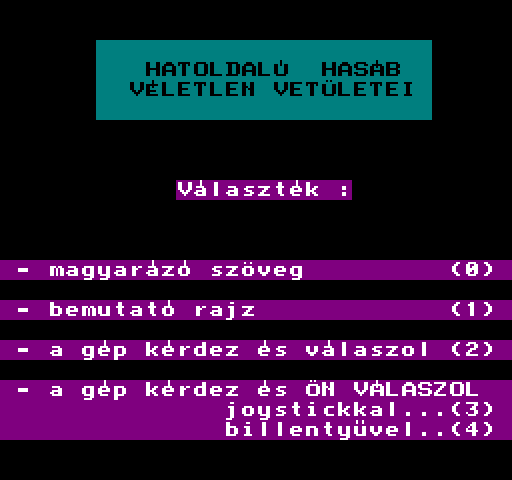 HATOLDALÚ HASÁB
VÉLETLEN VETÜLETEI
Választék :
- magyarázó szöveg (0)
- bemutató rajz (1)
- a gép kérdez és válaszol (2)
- a gép kérdez és ÖN VÁLASZOL
joystickkal...(3)
billentyüvel..(4)